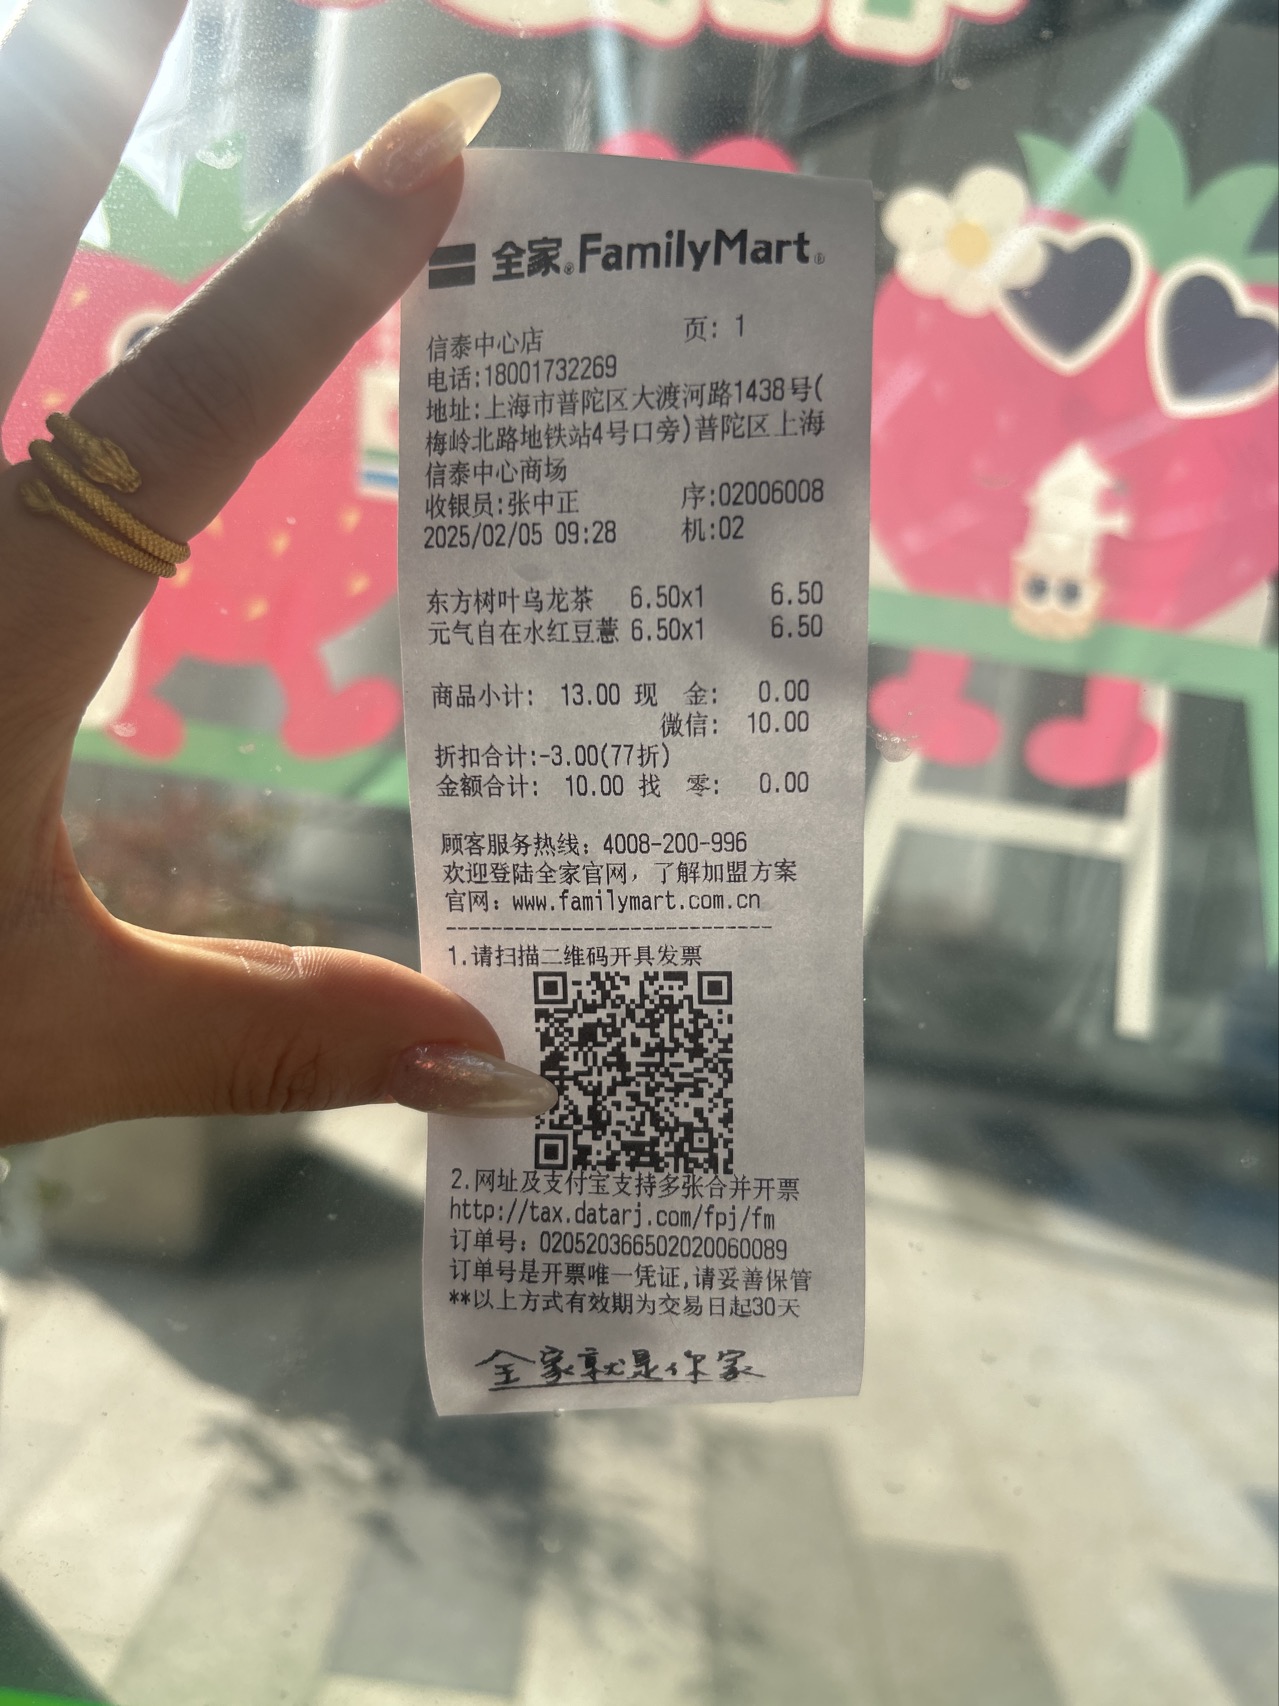 全家® FamilyMart®
信泰中心店 页: 1
电话:18001732269
地址:上海市普陀区大渡河路1438号(
梅岭北路地铁站4号口旁)普陀区上海
信泰中心商场
收银员:张中正 序:02006008
2025/02/05 09:28 机:02
东方树叶乌龙茶 6.50x1 6.50
元气自在水红豆薏 6.50x1 6.50
商品小计: 13.00 现 金: 0.00
微信: 10.00
折扣合计:-3.00(77折)
金额合计: 10.00 找 零: 0.00
顾客服务热线: 4008-200-996
欢迎登陆全家官网，了解加盟方案
官网: www.familymart.com.cn
----------------------------
1.请扫描二维码开具发票
2.网址及支付宝支持多张合并开票
http://tax.datarj.com/fpj/fm
订单号: 020520366502020060089
订单号是开票唯一凭证,请妥善保管
**以上方式有效期为交易日起30天
全家就是你家